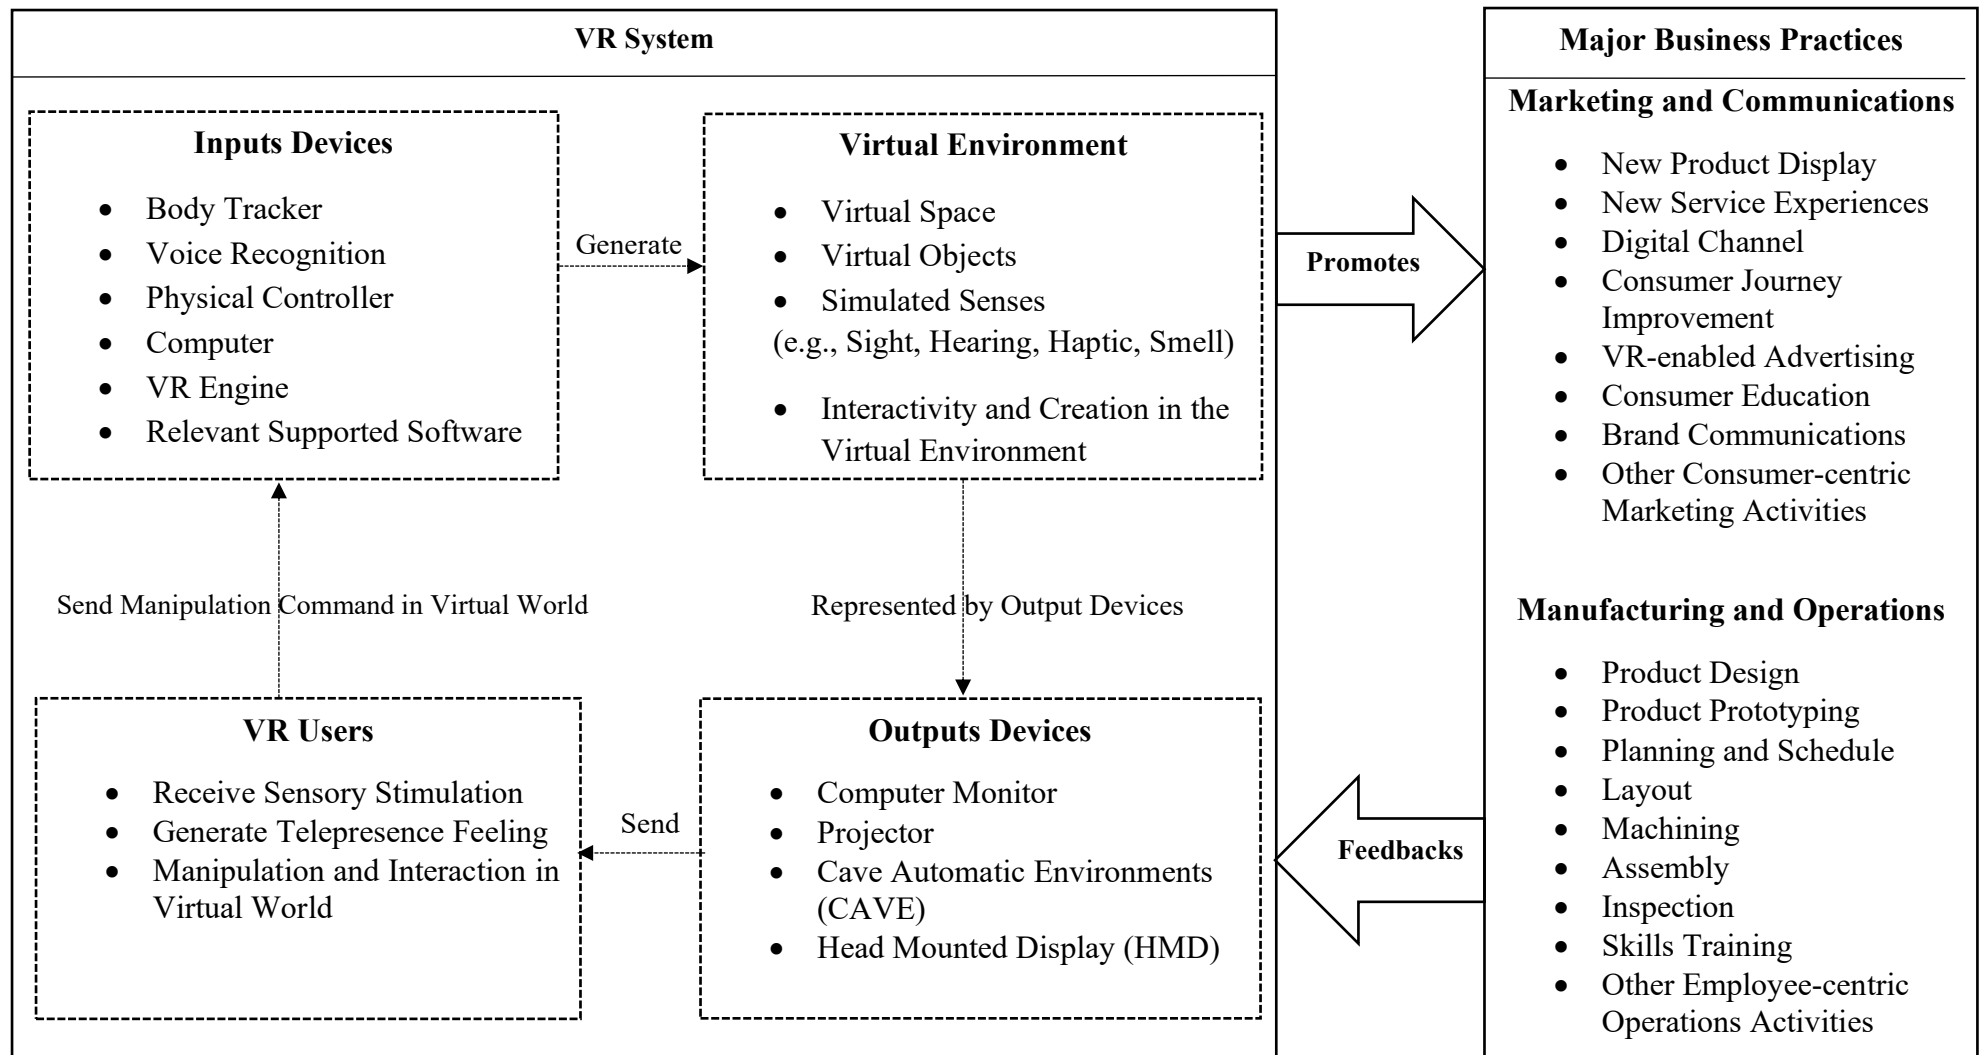 VR System
Inputs Devices
• Body Tracker
• Voice Recognition
• Physical Controller
• Computer
• VR Engine
• Relevant Supported Software
Generate
Virtual Environment
• Virtual Space
• Virtual Objects
• Simulated Senses
(e.g., Sight, Hearing, Haptic, Smell)
• Interactivity and Creation in the
Virtual Environment
Send Manipulation Command in Virtual World
Represented by Output Devices
VR Users
• Receive Sensory Stimulation
• Generate Telepresence Feeling
• Manipulation and Interaction in
Virtual World
Send
Outputs Devices
• Computer Monitor
• Projector
• Cave Automatic Environments
(CAVE)
• Head Mounted Display (HMD)
Promotes
Feedbacks
Major Business Practices
Marketing and Communications
• New Product Display
• New Service Experiences
• Digital Channel
• Consumer Journey
Improvement
• VR-enabled Advertising
• Consumer Education
• Brand Communications
• Other Consumer-centric
Marketing Activities
Manufacturing and Operations
• Product Design
• Product Prototyping
• Planning and Schedule
• Layout
• Machining
• Assembly
• Inspection
• Skills Training
• Other Employee-centric
Operations Activities